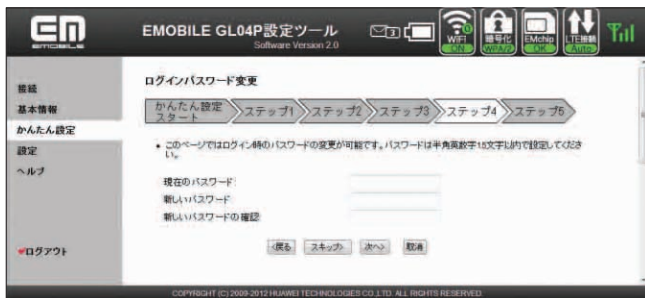 EM
EMOBILE
EMOBILE GL04P設定ツール
Software Version 2.0
3
WiFi
ON
暗号化
WPA/2
EMchip
OK
LTE接続
Auto
接続
基本情報
かんたん設定
設定
ヘルプ
ログアウト
ログインパスワード変更
かんたん設定
スタート
ステップ1
ステップ2
ステップ3
ステップ4
ステップ5
• このページではログイン時のパスワードの変更が可能です。パスワードは半角英数字15文字以内で設定してくださ
い。
現在のパスワード:
新しいパスワード
新しいパスワードの確認
<戻る
スキップ>
次へ>
取消
COPYRIGHT (C) 2009-2012 HUAWEI TECHNOLOGIES CO.,LTD. ALL RIGHTS RESERVED.